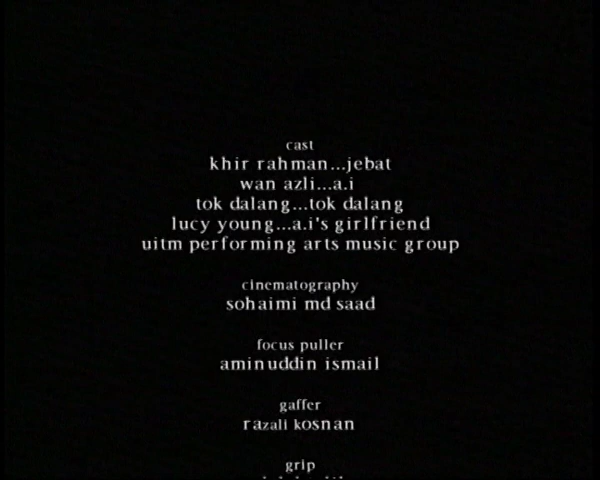 cast
khir rahman...jebat
wan azli...a.i
tok dalang...tok dalang
lucy young...a.i's girlfriend
uitm performing arts music group
cinematography
sohaimi md saad
focus puller
aminuddin ismail
gaffer
razali kosnan
grip